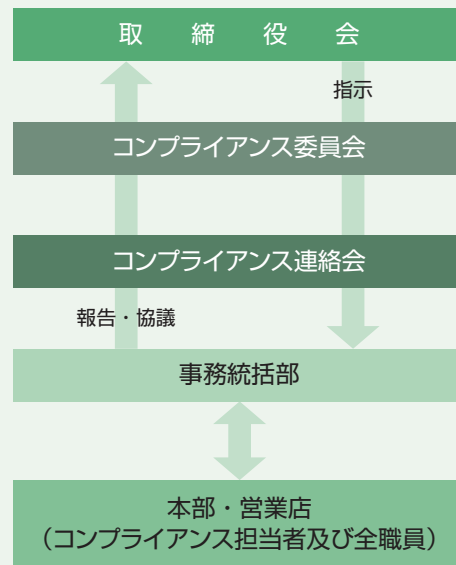 取締役会
指示
コンプライアンス委員会
コンプライアンス連絡会
報告・協議
事務統括部
本部・営業店
（コンプライアンス担当者及び全職員）